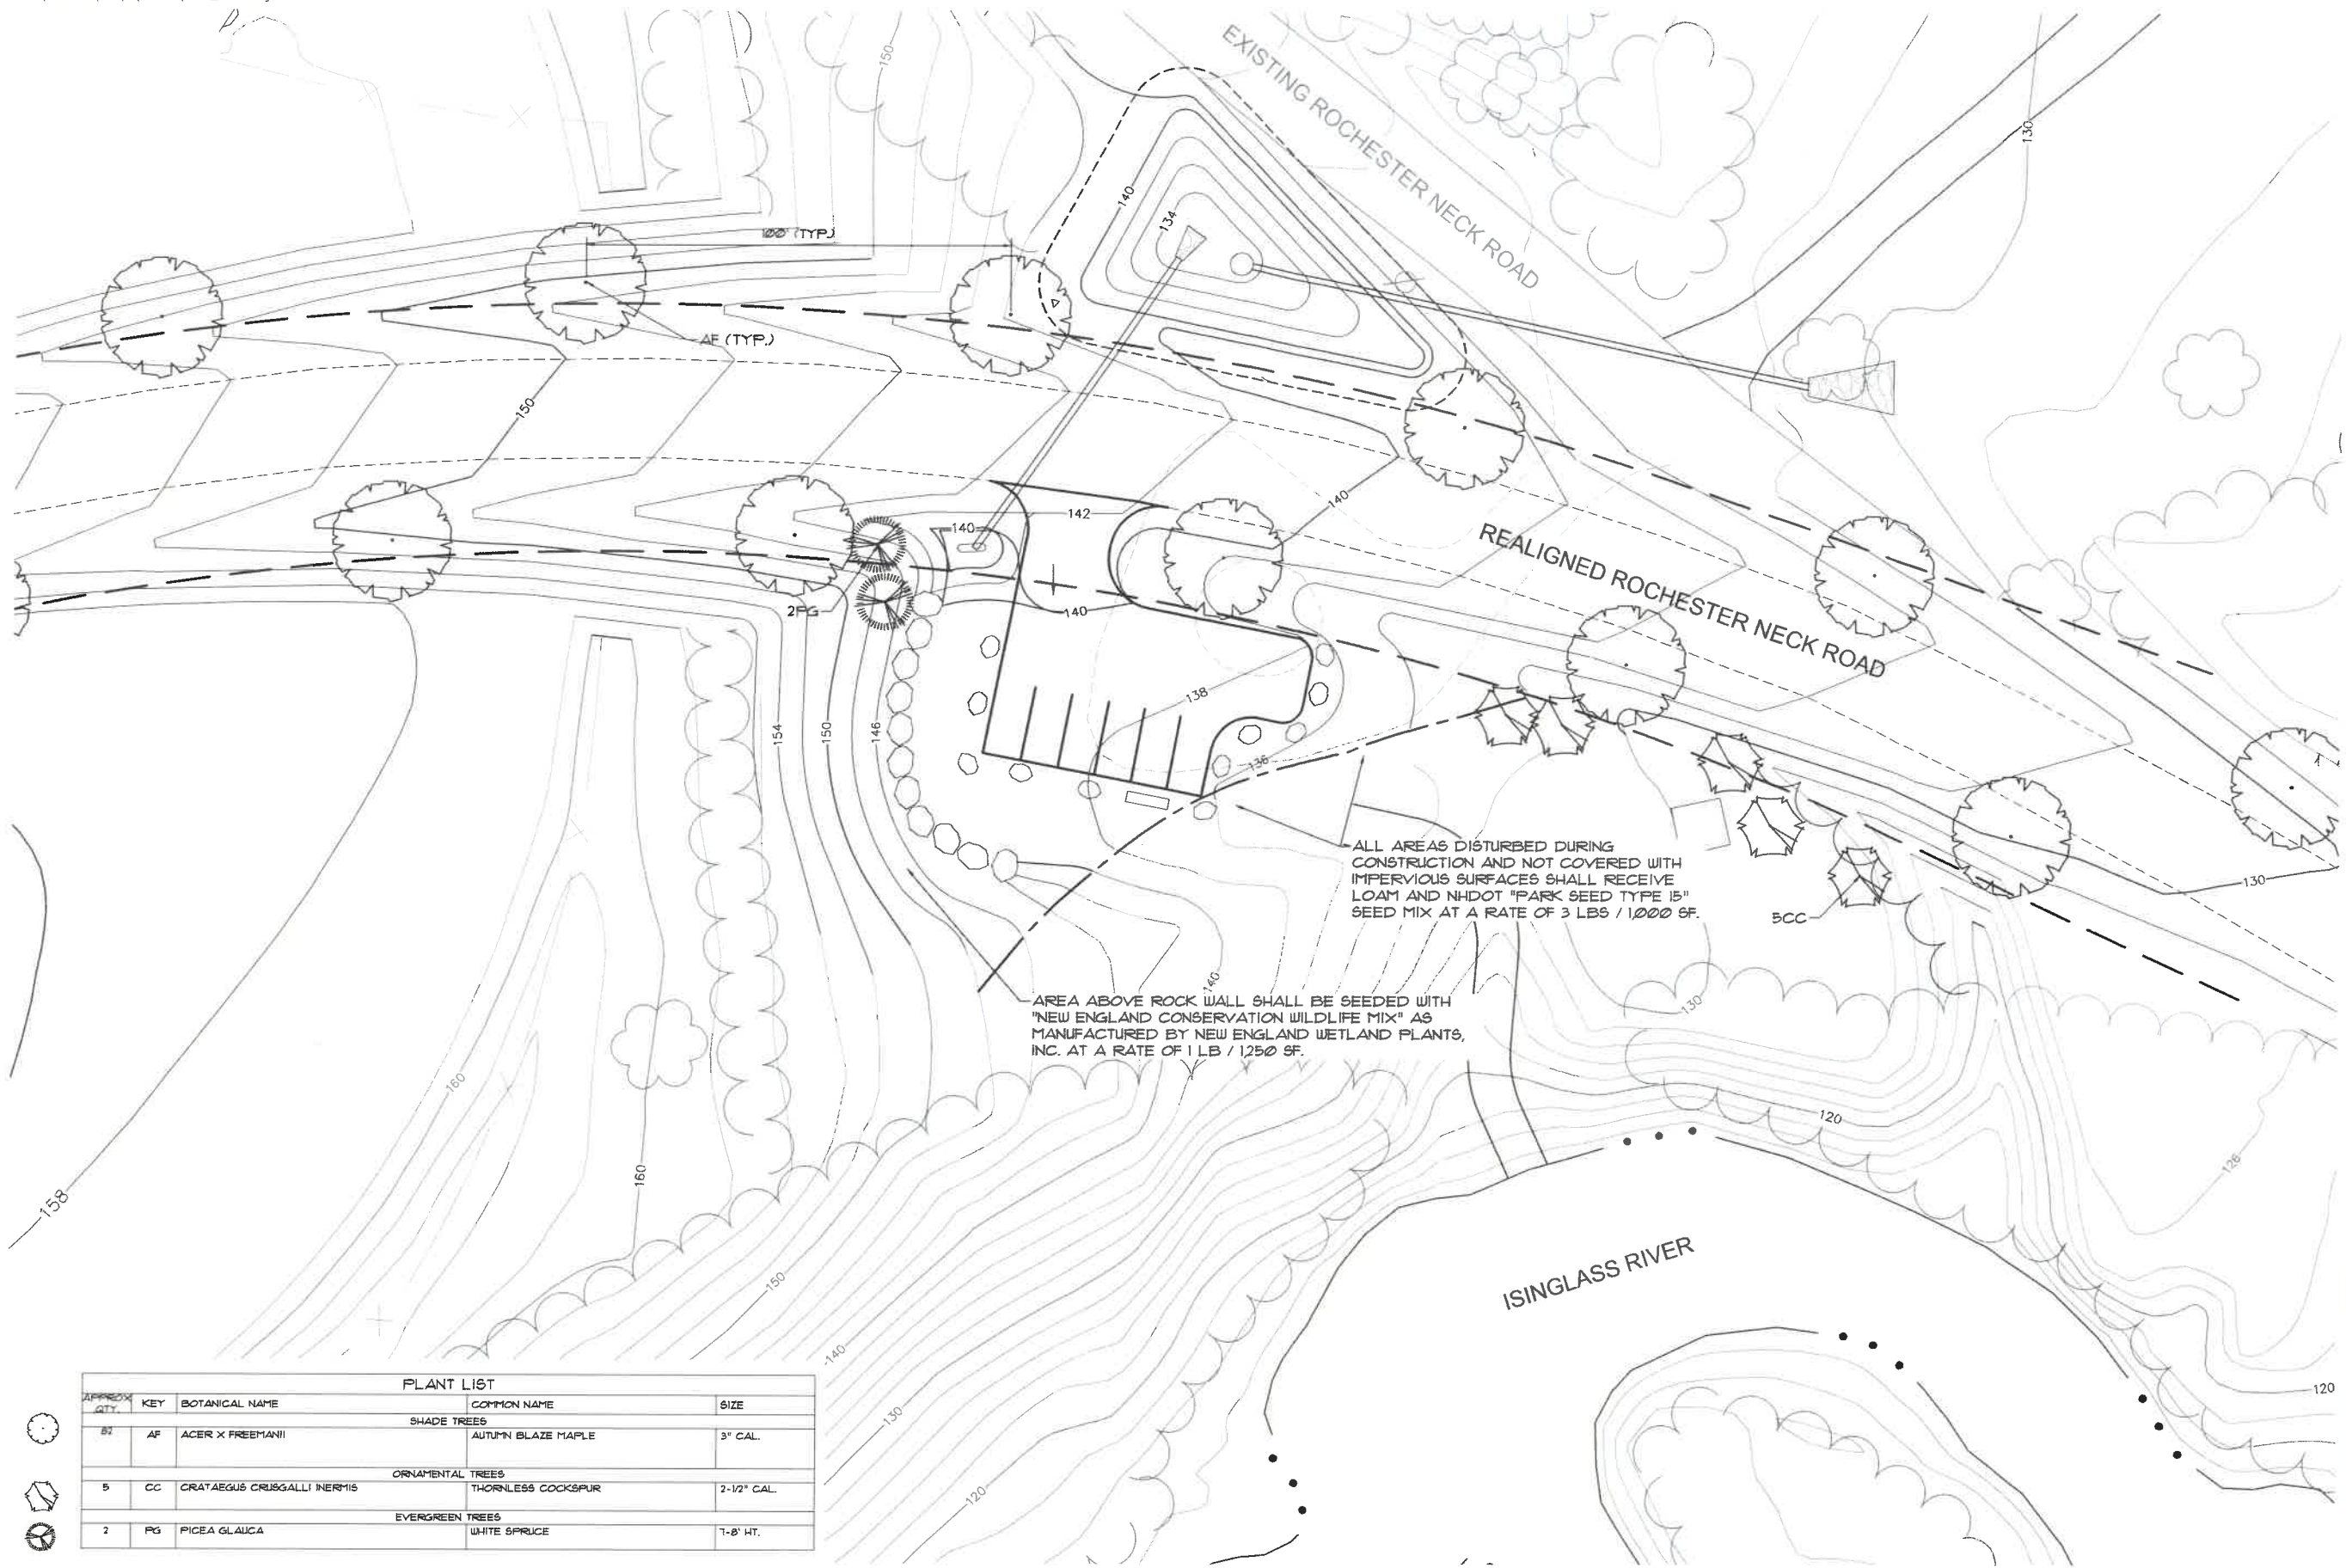 EXISTING ROCHESTER NECK ROAD
150
130
140
134
100' (TYP.)
AF (TYP.)
150
140
142
140
140
2PG
REALIGNED ROCHESTER NECK ROAD
138
136
154
150
146
ALL AREAS DISTURBED DURING
CONSTRUCTION AND NOT COVERED WITH
IMPERVIOUS SURFACES SHALL RECEIVE
LOAM AND NHDOT "PARK SEED TYPE 15"
SEED MIX AT A RATE OF 3 LBS / 1,000 SF.
5CC
130
140
130
AREA ABOVE ROCK WALL SHALL BE SEEDED WITH
"NEW ENGLAND CONSERVATION WILDLIFE MIX" AS
MANUFACTURED BY NEW ENGLAND WETLAND PLANTS,
INC. AT A RATE OF 1 LB / 1,250 SF.
160
160
158
120
126
150
140
130
120
120
ISINGLASS RIVER
PLANT LIST
APPROX QTY. KEY BOTANICAL NAME COMMON NAME SIZE
SHADE TREES
AF ACER X FREEMANII AUTUMN BLAZE MAPLE 3" CAL.
ORNAMENTAL TREES
5 CC CRATAEGUS CRUSGALLI INERMIS THORNLESS COCKSPUR 2-1/2" CAL.
EVERGREEN TREES
2 PG PICEA GLAUCA WHITE SPRUCE 7-8' HT.